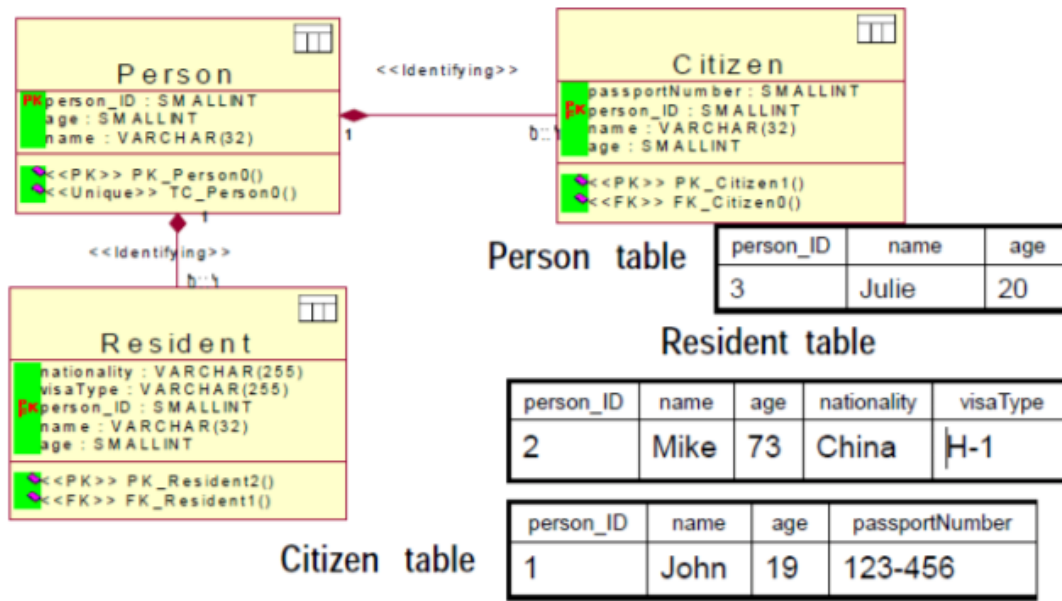 Person
PK person_ID : SMALLINT
age : SMALLINT
name : VARCHAR(32)
<<PK>> PK_Person0()
<<Unique>> TC_Person0()
<<Identifying>>
1
Citizen
passportNumber : SMALLINT
person_ID : SMALLINT
name : VARCHAR(32)
age : SMALLINT
<<PK>> PK_Citizen1()
<<FK>> FK_Citizen0()
1
<<Identifying>>
Resident
nationality : VARCHAR(255)
visaType : VARCHAR(255)
person_ID : SMALLINT
name : VARCHAR(32)
age : SMALLINT
<<PK>> PK_Resident2()
<<FK>> FK_Resident1()
Person table
person_ID name age
3 Julie 20
Resident table
person_ID name age nationality visaType
2 Mike 73 China H-1
Citizen table
person_ID name age passportNumber
1 John 19 123-456